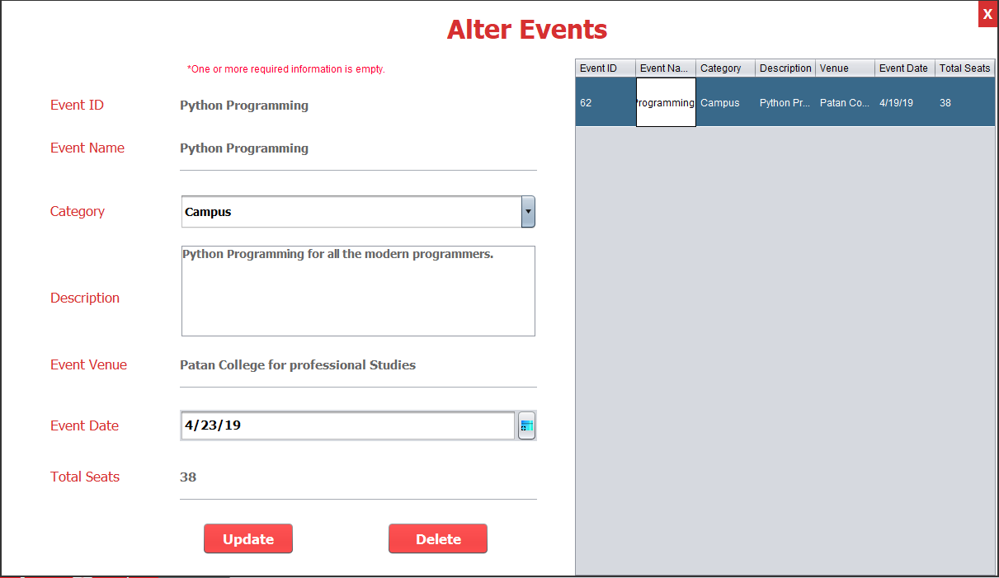 X
Alter Events
*One or more required information is empty.
Event ID Python Programming
Event Name Python Programming
Category Campus
Description Python Programming for all the modern programmers.
Event Venue Patan College for professional Studies
Event Date 4/23/19
Total Seats 38
Update Delete
Event ID Event Na... Category Description Venue Event Date Total Seats
62 Programming Campus Python Pr... Patan Co... 4/19/19 38